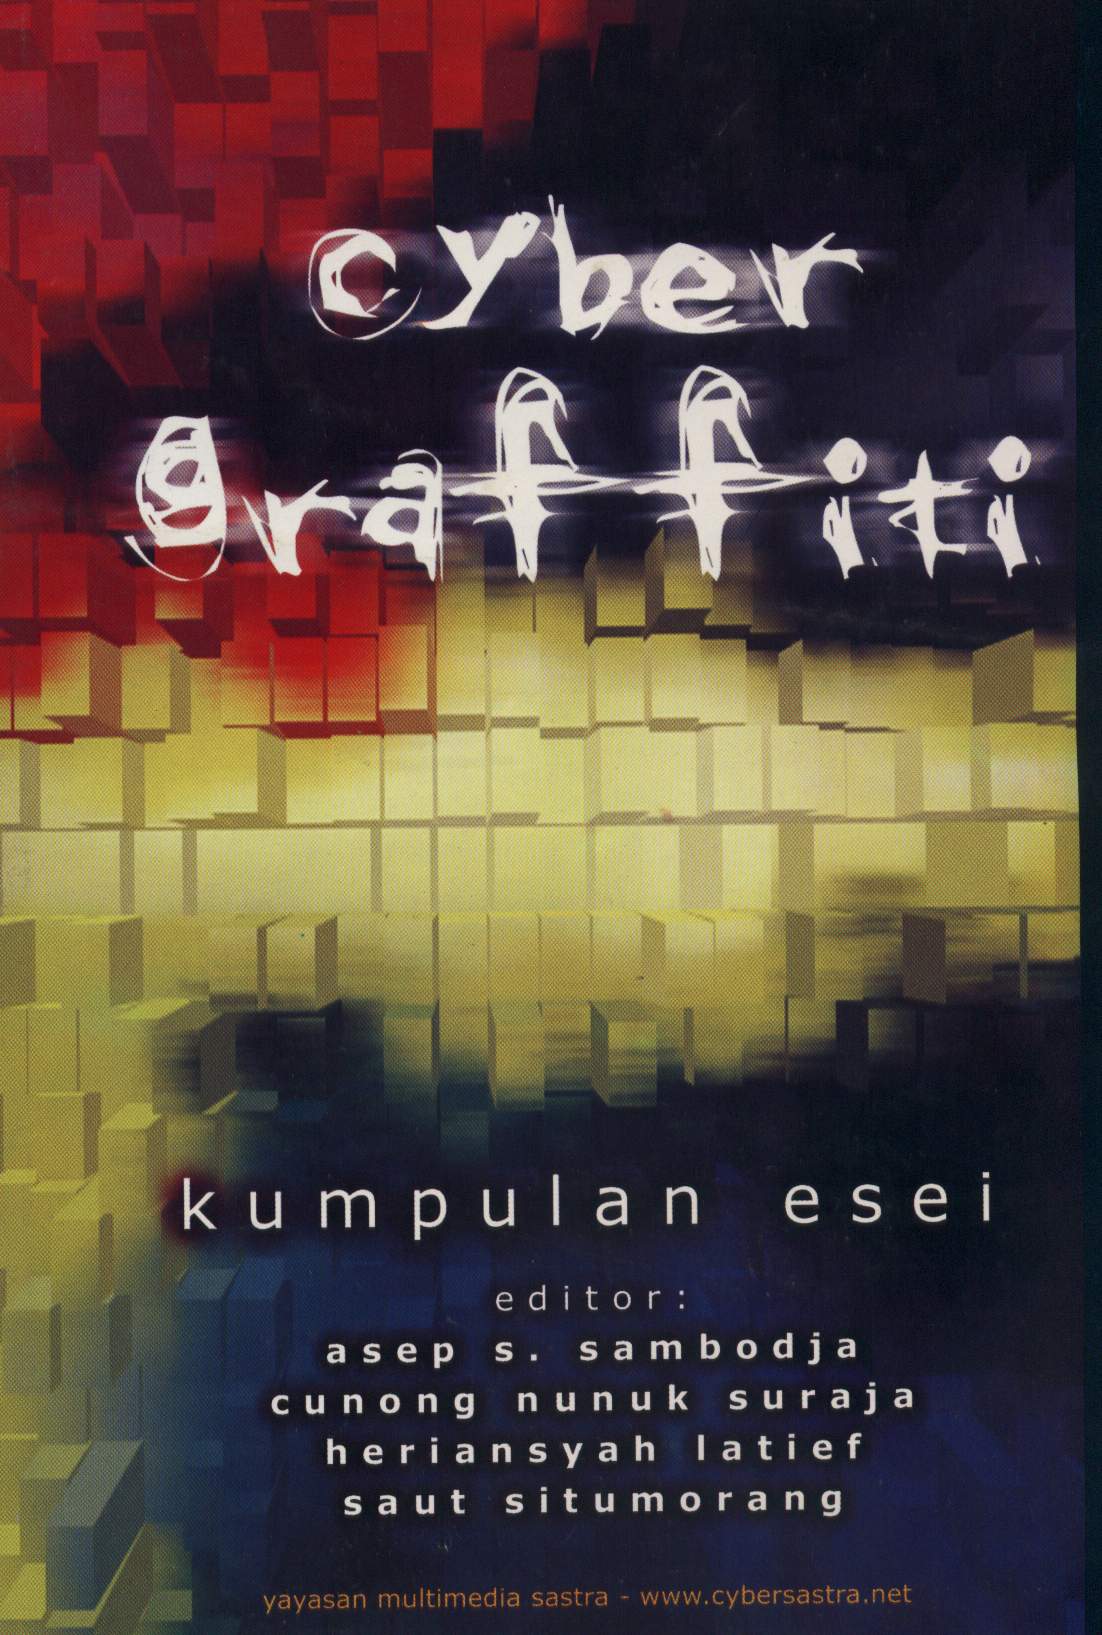 cyber
graffiti
kumpulan esei
editor:
asep s. sambodja
cunong nunuk suraja
heriansyah latief
saut situmorang
yayasan multimedia sastra - www.cybersastra.net